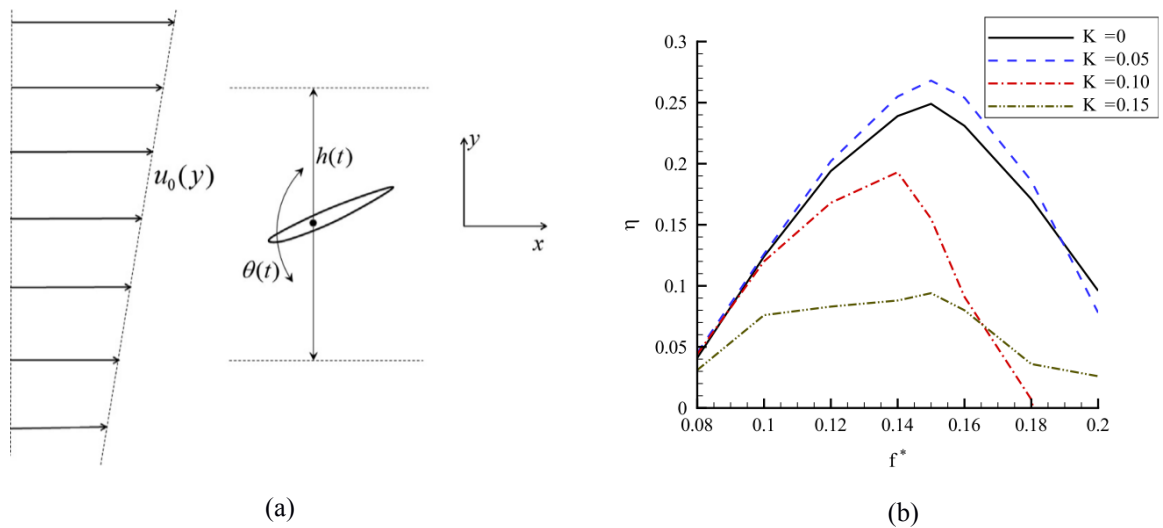 u₀(y)
h(t)
θ(t)
y
x
(a)
K =0
K =0.05
K =0.10
K =0.15
η
0.3
0.25
0.2
0.15
0.1
0.05
0
0.08 0.1 0.12 0.14 0.16 0.18 0.2
f*
(b)